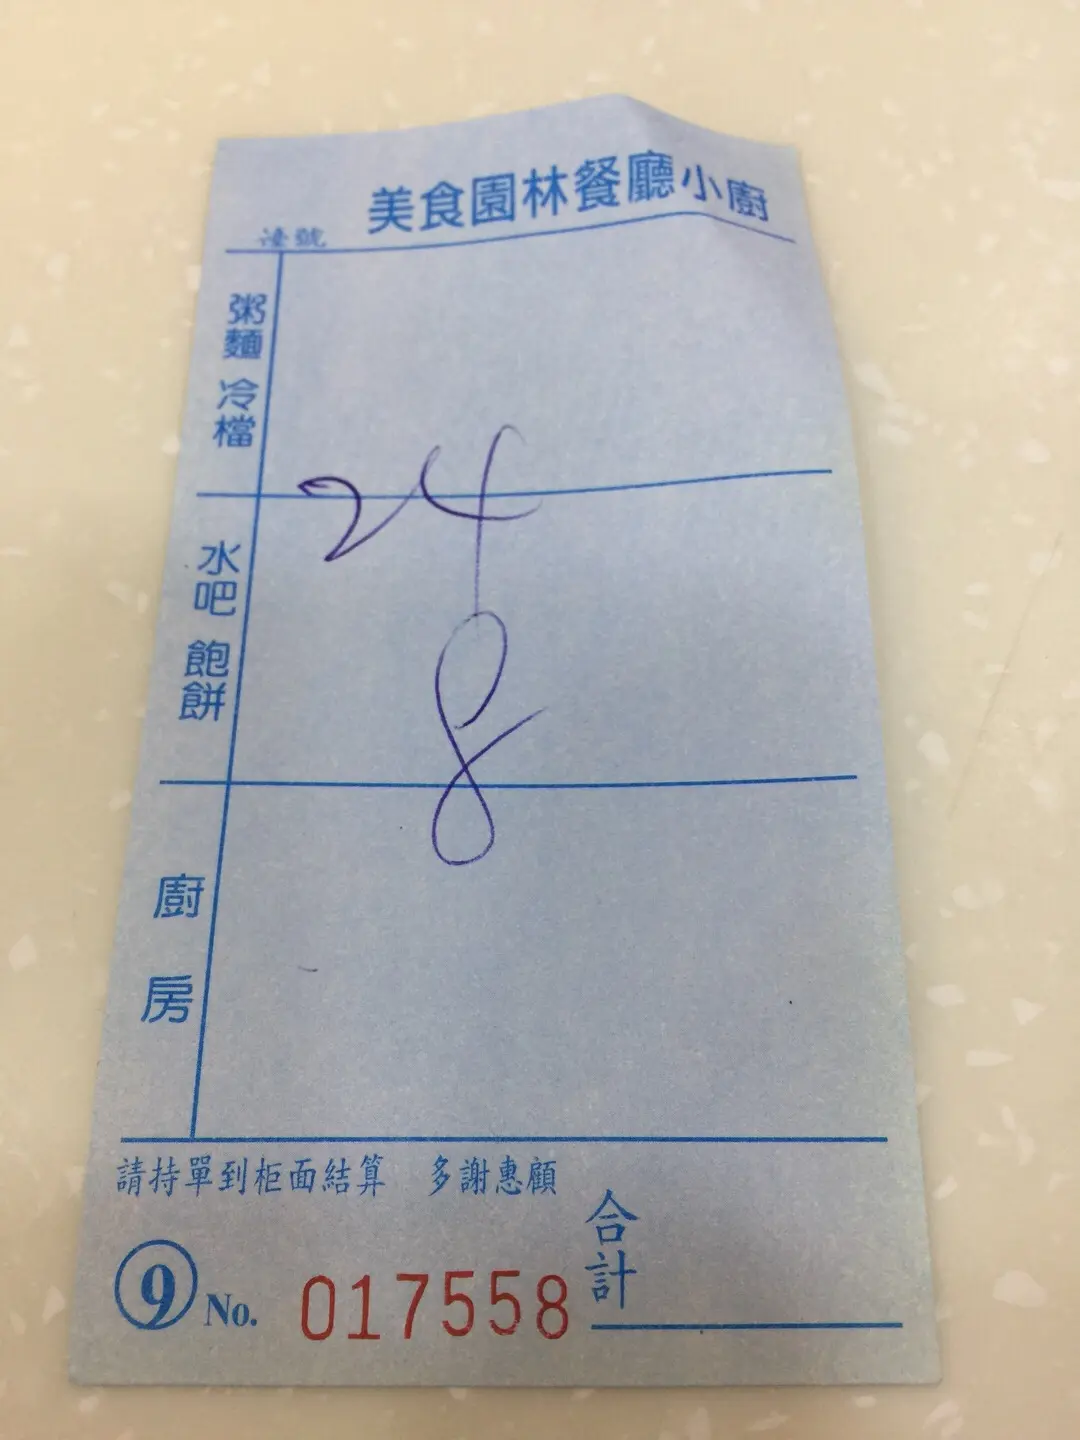 美食園林餐廳小廚
號
粥麵 冷檔
24
水吧 飽餅
8
廚房
請持單到柜面結算 多謝惠顧
合計
9 No. 017558